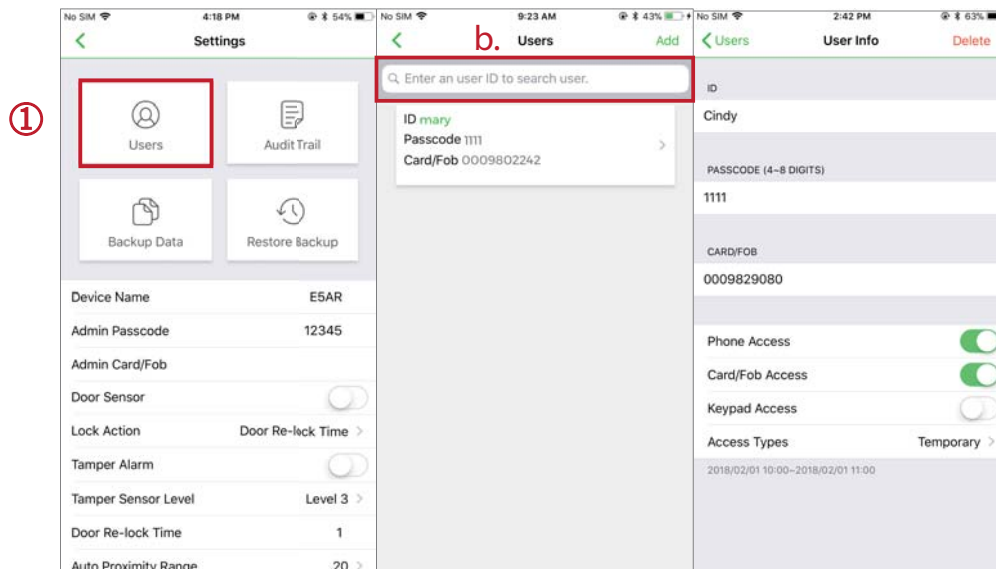 ①
No SIM 4:18 PM 54%
Settings
Users
Audit Trail
Backup Data
Restore Backup
Device Name E5AR
Admin Passcode 12345
Admin Card/Fob
Door Sensor
Lock Action Door Re-lock Time >
Tamper Alarm
Tamper Sensor Level Level 3 >
Door Re-lock Time 1
Auto Proximity Range 20 >
No SIM 9:23 AM 43%
b.
Users Add
Enter an user ID to search user.
ID mary
Passcode 1111
Card/Fob 0009802242
No SIM 2:42 PM 63%
Users User Info Delete
ID
Cindy
PASSCODE (4~8 DIGITS)
1111
CARD/FOB
0009829080
Phone Access
Card/Fob Access
Keypad Access
Access Types Temporary >
2018/02/01 10:00~2018/02/01 11:00